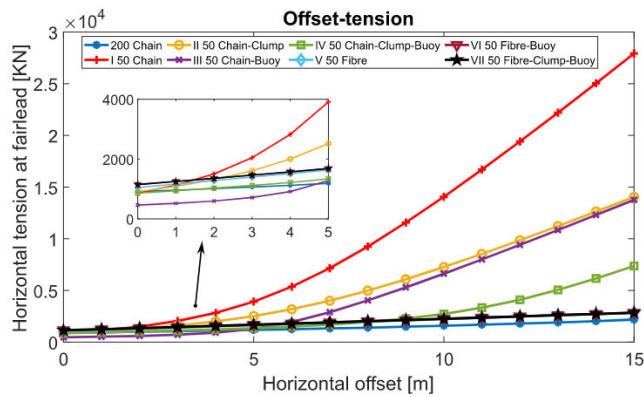 Offset-tension
3 ×10⁴
200 Chain
I 50 Chain
II 50 Chain-Clump
III 50 Chain-Buoy
IV 50 Chain-Clump-Buoy
V 50 Fibre
VI 50 Fibre-Buoy
VII 50 Fibre-Clump-Buoy
2.5
2
1.5
1
0.5
0
Horizontal tension at fairlead [KN]
4000
2000
0
0 1 2 3 4 5
0 5 10 15
Horizontal offset [m]